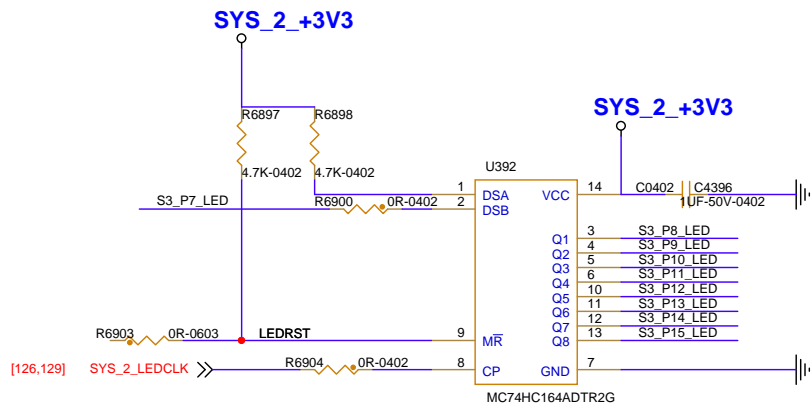 SYS_2_+3V3
R6897 R6898
4.7K-0402 4.7K-0402
SYS_2_+3V3
U392
1 DSA VCC 14 C0402 C4396
1UF-50V-0402
S3_P7_LED R6900 0R-0402 2 DSB
Q1 3 S3_P8_LED
Q2 4 S3_P9_LED
Q3 5 S3_P10_LED
Q4 6 S3_P11_LED
Q5 10 S3_P12_LED
Q6 11 S3_P13_LED
Q7 12 S3_P14_LED
Q8 13 S3_P15_LED
R6903 0R-0603 LEDRST 9 MR
[126,129] SYS_2_LEDCLK R6904 0R-0402 8 CP GND 7
MC74HC164ADTR2G